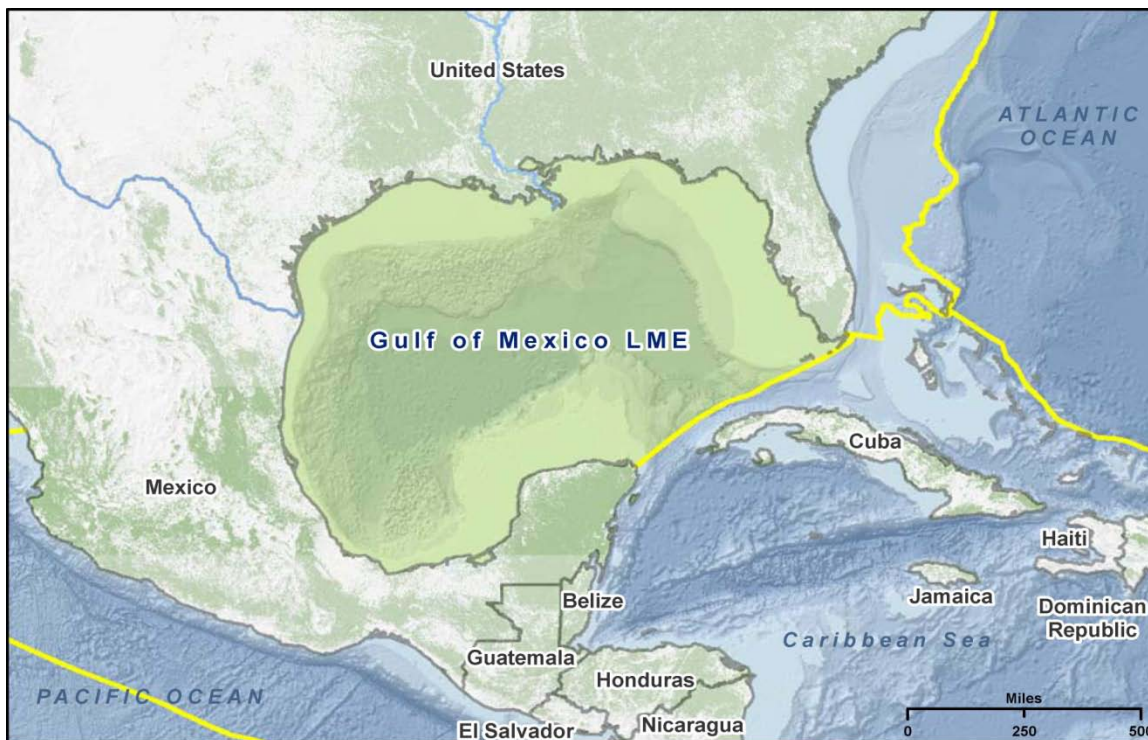 United States
ATLANTIC
OCEAN
Gulf of Mexico LME
Cuba
Mexico
Haiti
Belize
Jamaica
Dominican
Republic
Caribbean Sea
Guatemala
Honduras
PACIFIC OCEAN
El Salvador
Nicaragua
Miles
0 250 500